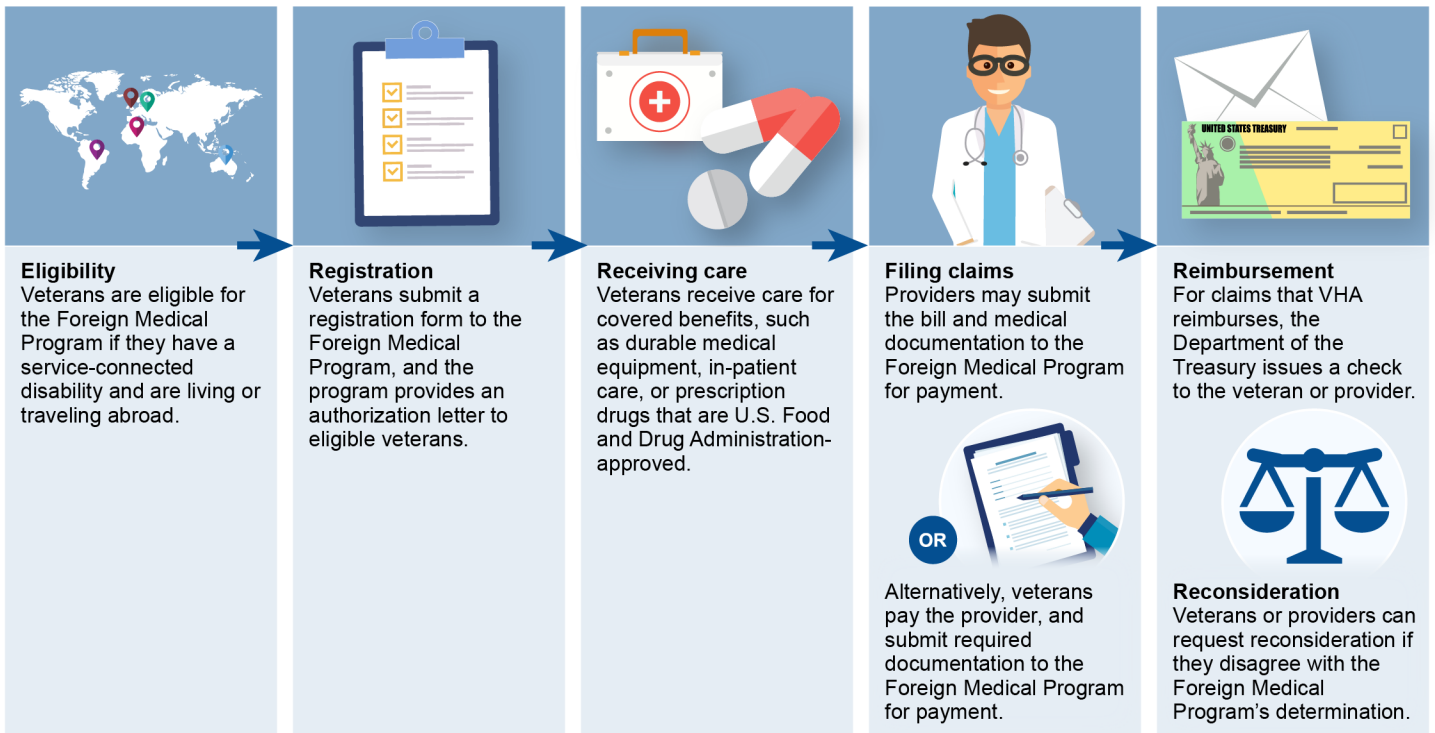 Eligibility
Veterans are eligible for
the Foreign Medical
Program if they have a
service-connected
disability and are living or
traveling abroad.
Registration
Veterans submit a
registration form to the
Foreign Medical
Program, and the
program provides an
authorization letter to
eligible veterans.
Receiving care
Veterans receive care for
covered benefits, such
as durable medical
equipment, in-patient
care, or prescription
drugs that are U.S. Food
and Drug Administration-
approved.
Filing claims
Providers may submit
the bill and medical
documentation to the
Foreign Medical Program
for payment.
OR
Alternatively, veterans
pay the provider, and
submit required
documentation to the
Foreign Medical Program
for payment.
UNITED STATES TREASURY
Reimbursement
For claims that VHA
reimburses, the
Department of the
Treasury issues a check
to the veteran or provider.
Reconsideration
Veterans or providers can
request reconsideration if
they disagree with the
Foreign Medical
Program's determination.